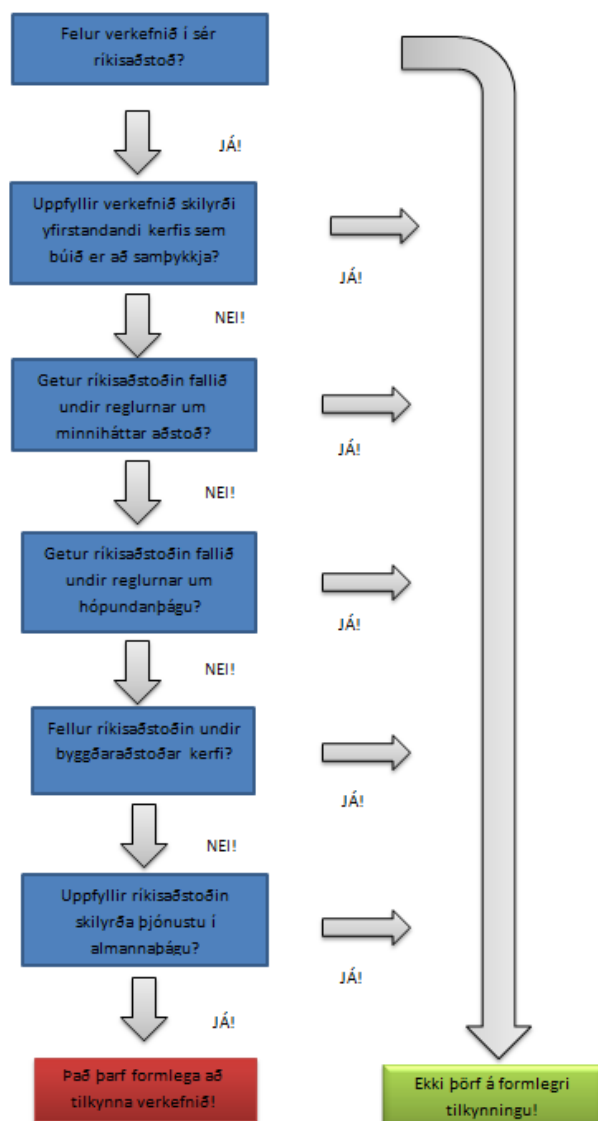 Felur verkefnið í sér
ríkisaðstoð?
JÁ!
Uppfyllir verkefnið skilyrði
yfirstandandi kerfis sem
búið er að samþykkja?
JÁ!
NEI!
Getur ríkisaðstoðin fallið
undir reglurnar um
minniháttar aðstoð?
JÁ!
NEI!
Getur ríkisaðstoðin fallið
undir reglurnar um
hópundanþágu?
JÁ!
NEI!
Fellur ríkisaðstoðin undir
byggðaraðstoðar kerfi?
JÁ!
NEI!
Uppfyllir ríkisaðstoðin
skilyrða þjónustu í
almannaþágu?
JÁ!
JÁ!
Það þarf formlega að
tilkynna verkefnið!
Ekki þörf á formlegri
tilkynningu!